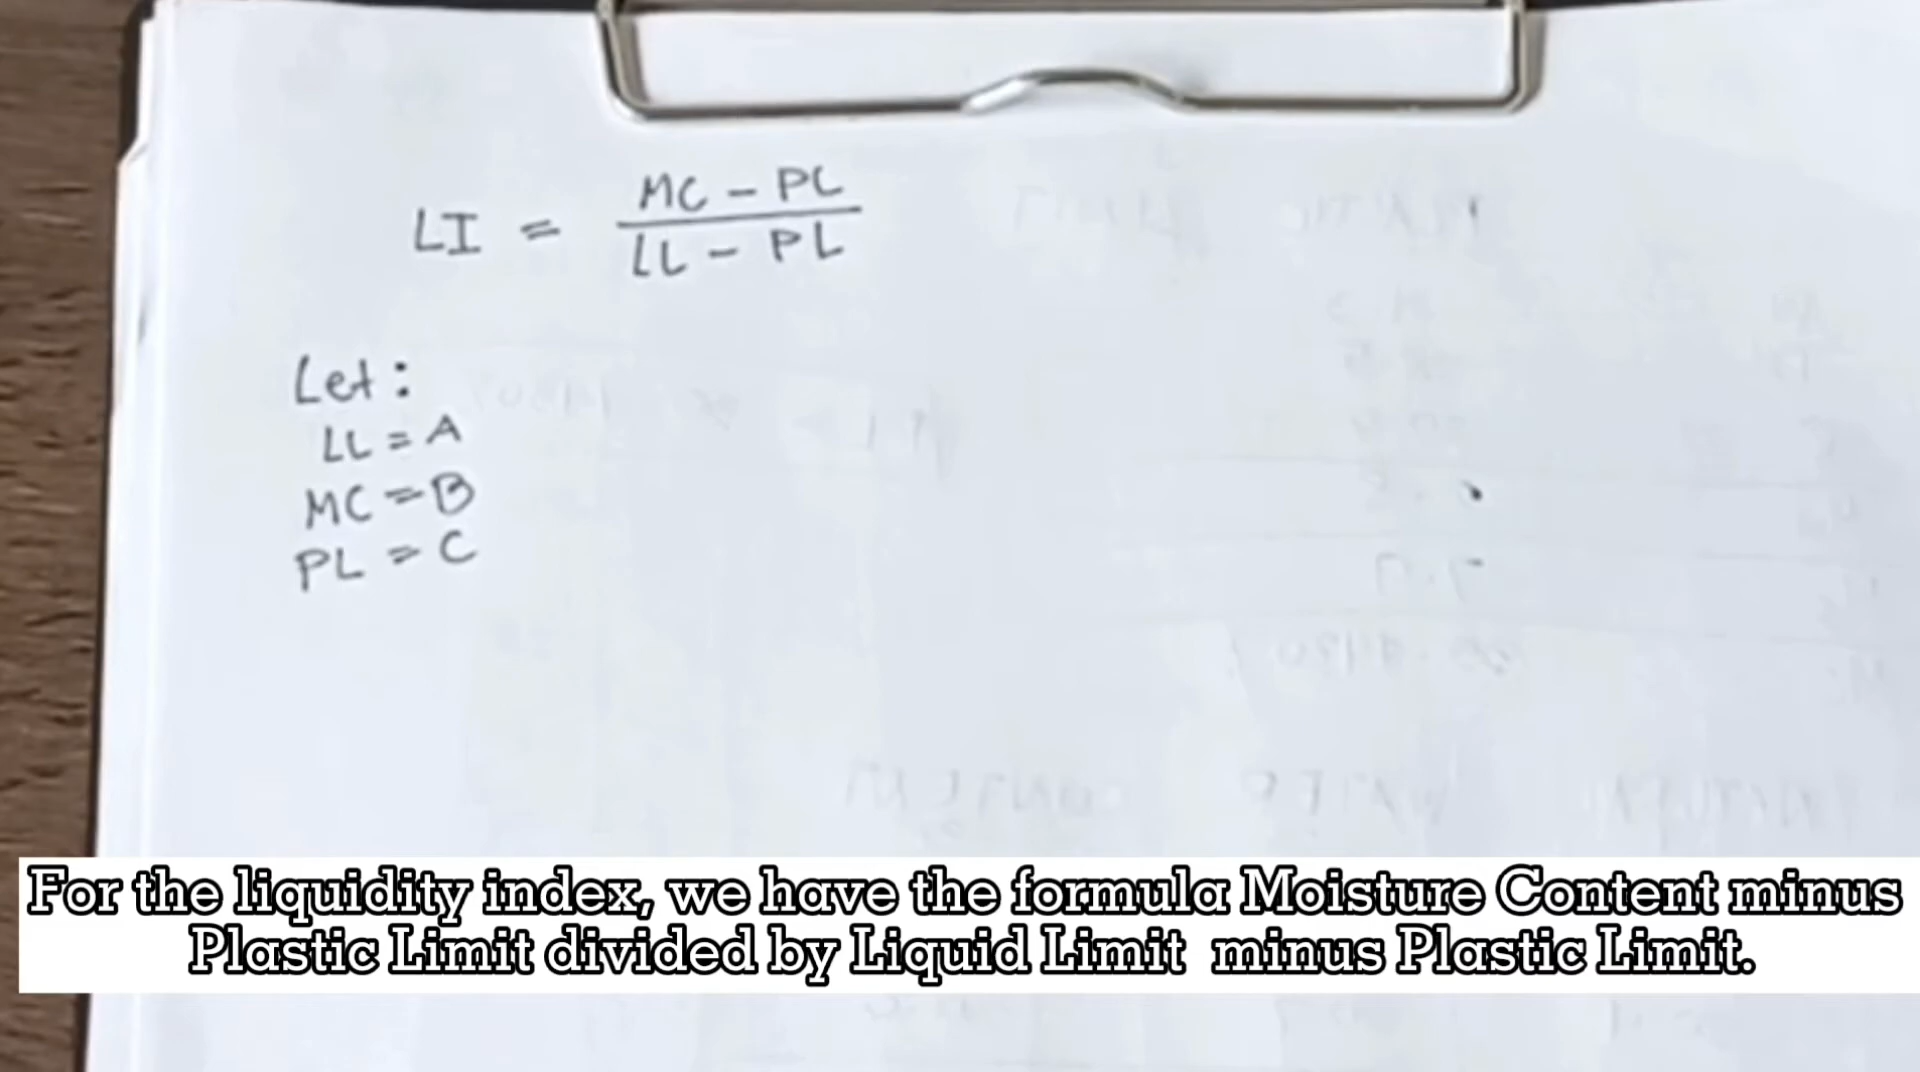 LI = MC - PL
LL - PL
Let:
LL = A
MC = B
PL = C
For the liquidity index, we have the formula Moisture Content minus
Plastic Limit divided by Liquid Limit minus Plastic Limit.